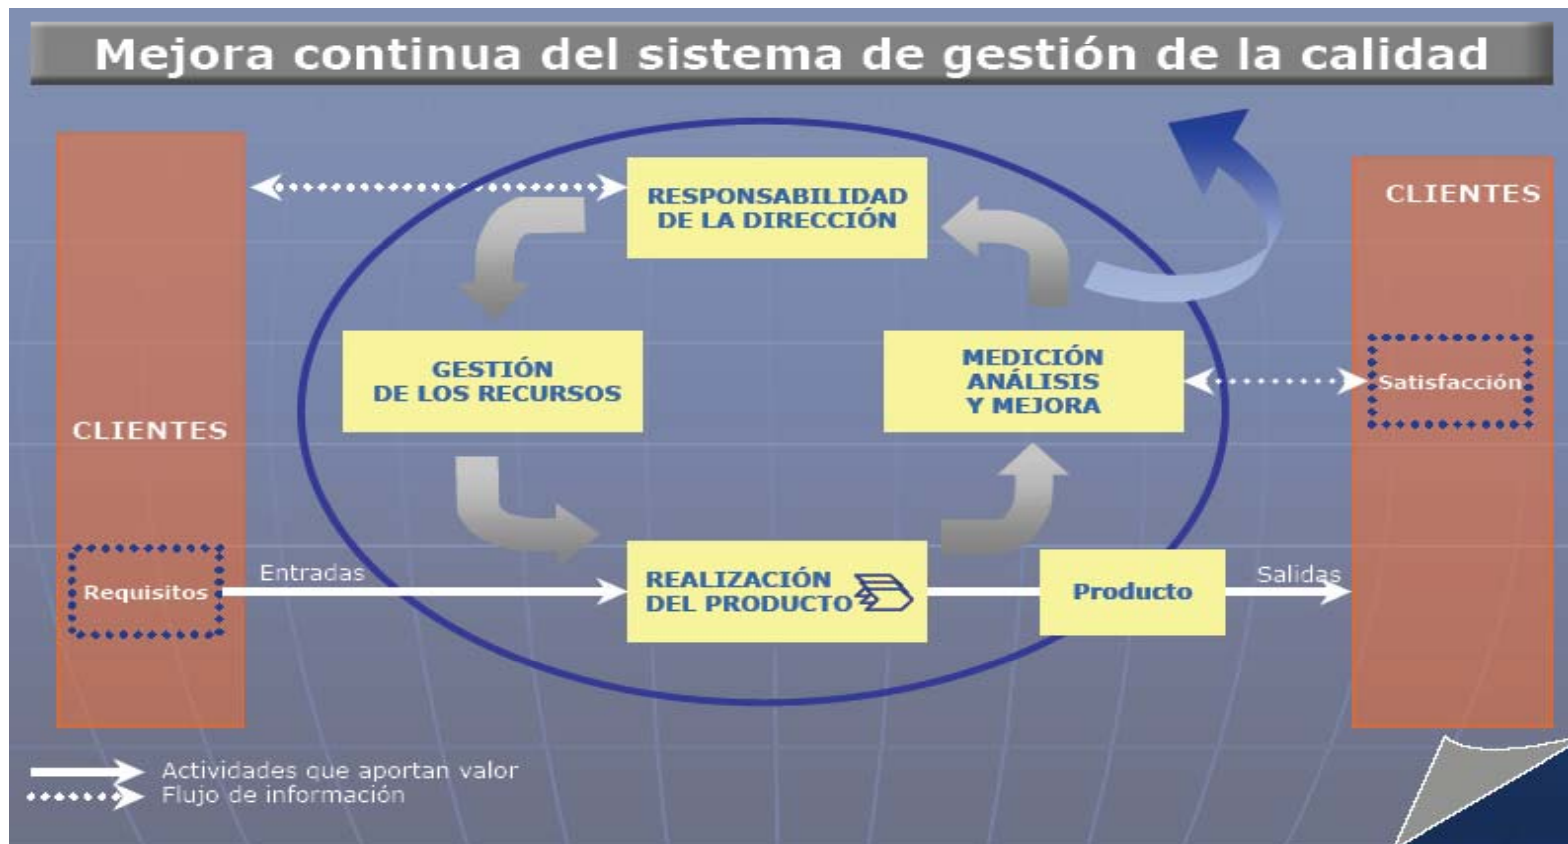 Mejora continua del sistema de gestión de la calidad
RESPONSABILIDAD
DE LA DIRECCIÓN
CLIENTES
GESTIÓN
DE LOS RECURSOS
MEDICIÓN
ANÁLISIS
Y MEJORA
Satisfacción
CLIENTES
Requisitos
Entradas
REALIZACIÓN
DEL PRODUCTO
Producto
Salidas
Actividades que aportan valor
Flujo de información